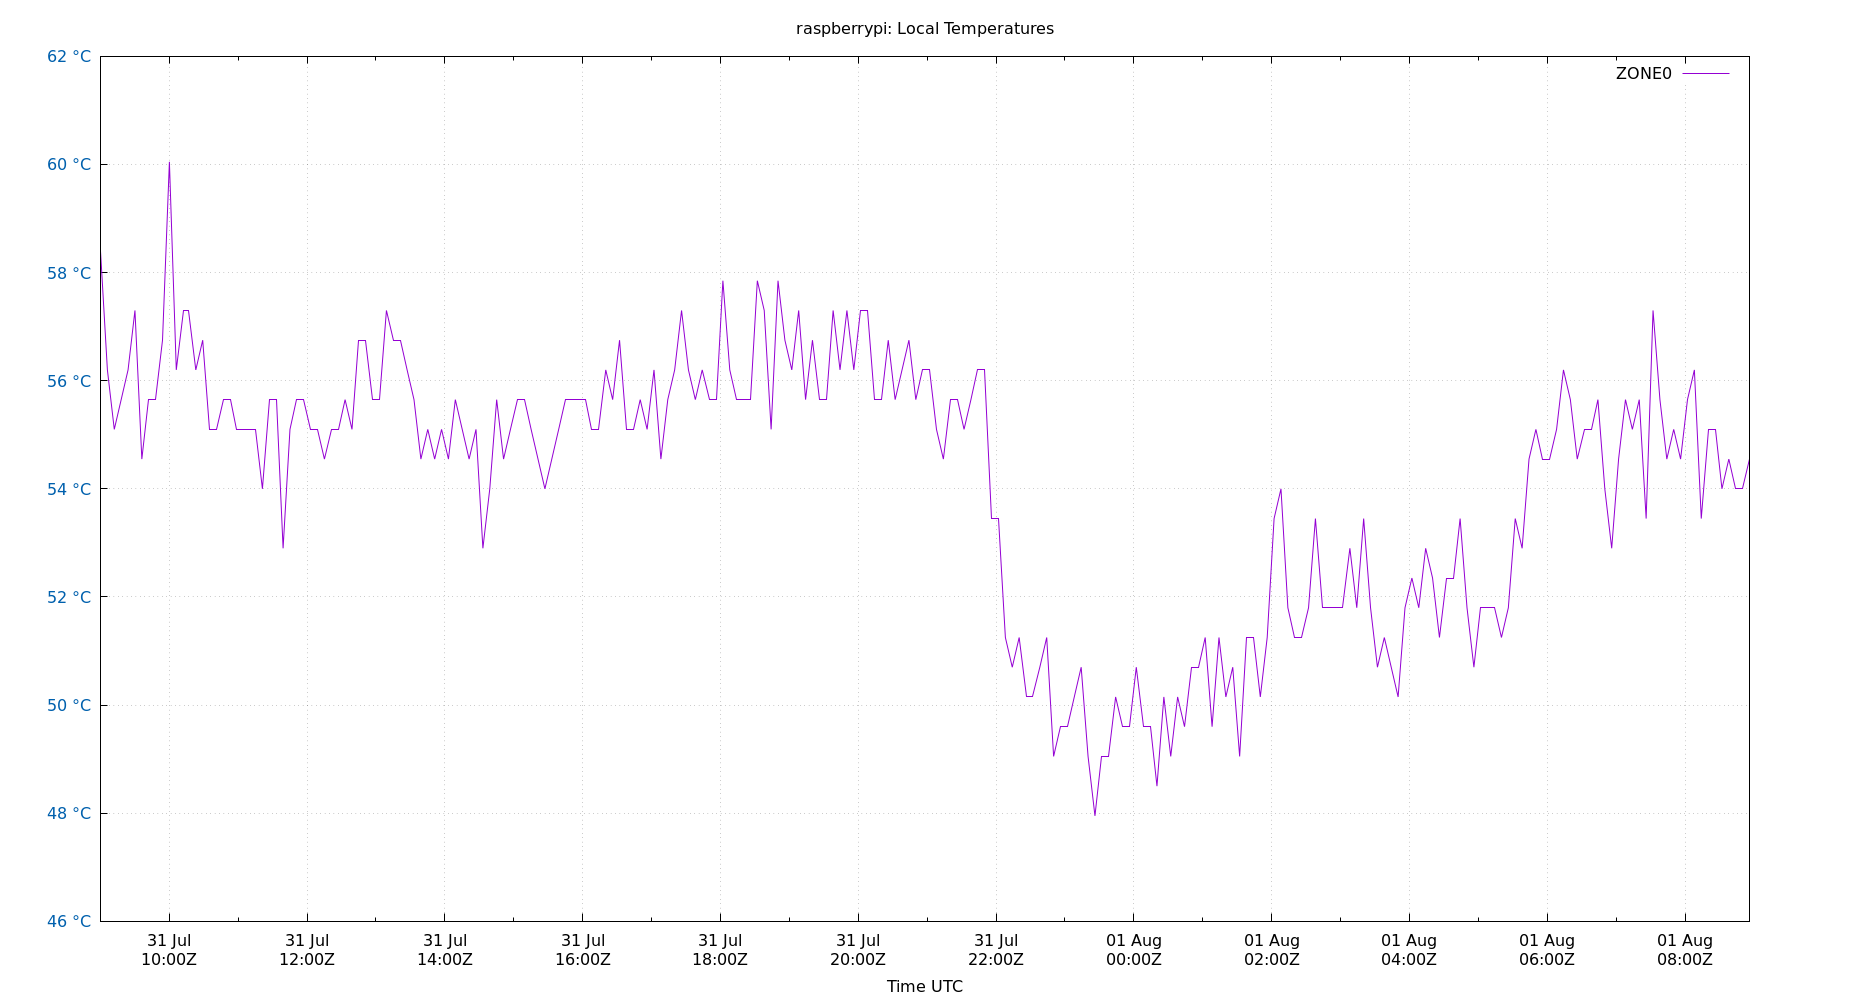 raspberrypi: Local Temperatures
62 °C
ZONE0
60 °C
58 °C
56 °C
54 °C
52 °C
50 °C
48 °C
46 °C
31 Jul 31 Jul 31 Jul 31 Jul 31 Jul 31 Jul 31 Jul 01 Aug 01 Aug 01 Aug 01 Aug 01 Aug
10:00Z 12:00Z 14:00Z 16:00Z 18:00Z 20:00Z 22:00Z 00:00Z 02:00Z 04:00Z 06:00Z 08:00Z
Time UTC